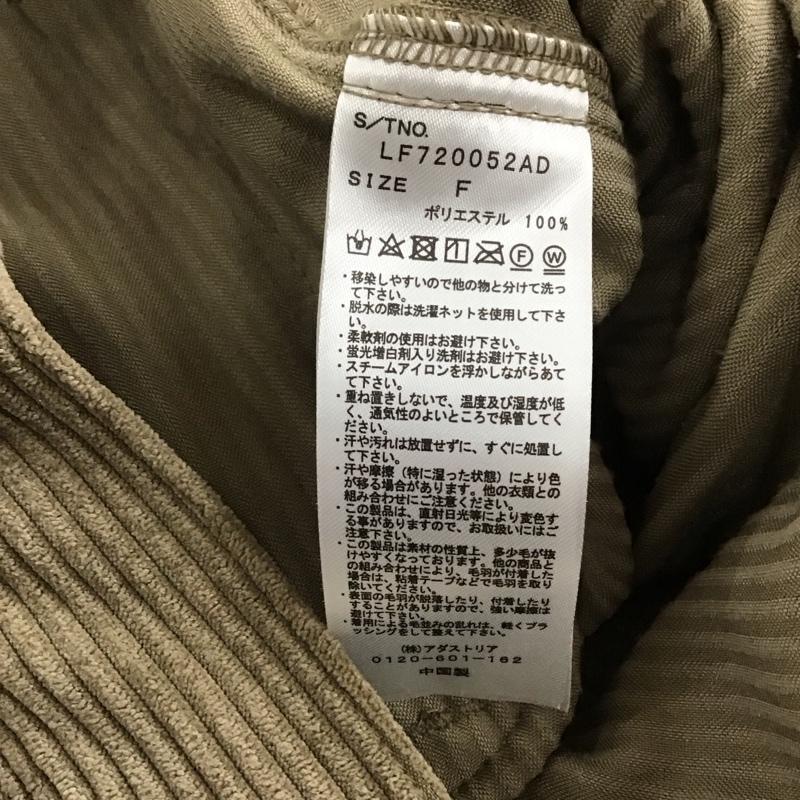 S/TNO.
LF720052AD
SIZE F
ポリエステル 100%
F W
・移染しやすいので他の物と分けて洗っ
て下さい。
・脱水の際は洗濯ネットを使用して下さ
い。
・柔軟剤の使用はお避け下さい。
・蛍光増白剤入り洗剤はお避け下さい。
・スチームアイロンを浮かしながらあて
て下さい。
・重ね置きしないで、温度及び湿度が低
く、通気性のよいところで保管してく
ださい。
・汗や汚れは放置せずに、すぐに処置し
て下さい。
・汗や摩擦（特に湿った状態）により色
が移る場合があります。他の衣類との
組み合わせにご注意ください。
・この製品は、直射日光等により変色す
る事がありますので、お取扱いにはご
注意下さい。
・この製品は素材の性質上、多少毛が抜
けやすくなっております。他の商品と
の組み合わせにより、毛羽が付着した
場合は、粘着テープなどで毛羽を取り
除いてください。
・表面の毛羽が脱落したり、付着したり
することがありますので、強い摩擦は
避けて下さい。
・着用による毛並みの乱れは、軽くブラ
ッシングをして整えて下さい。
(株)アダストリア
0120-601-162
中国製